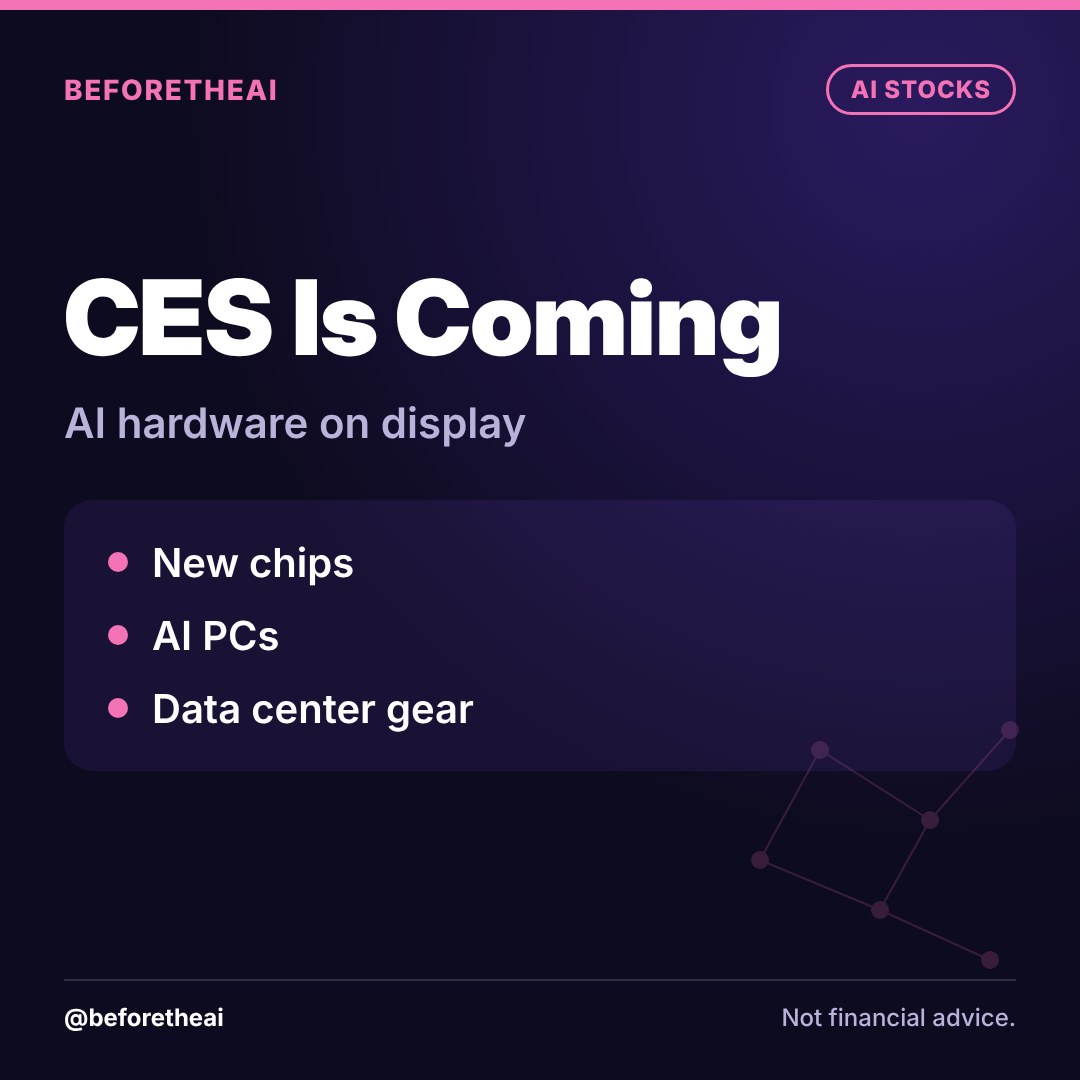 BEFORETHEAI
AI STOCKS
CES Is Coming
AI hardware on display
New chips
AI PCs
Data center gear
@beforetheai
Not financial advice.